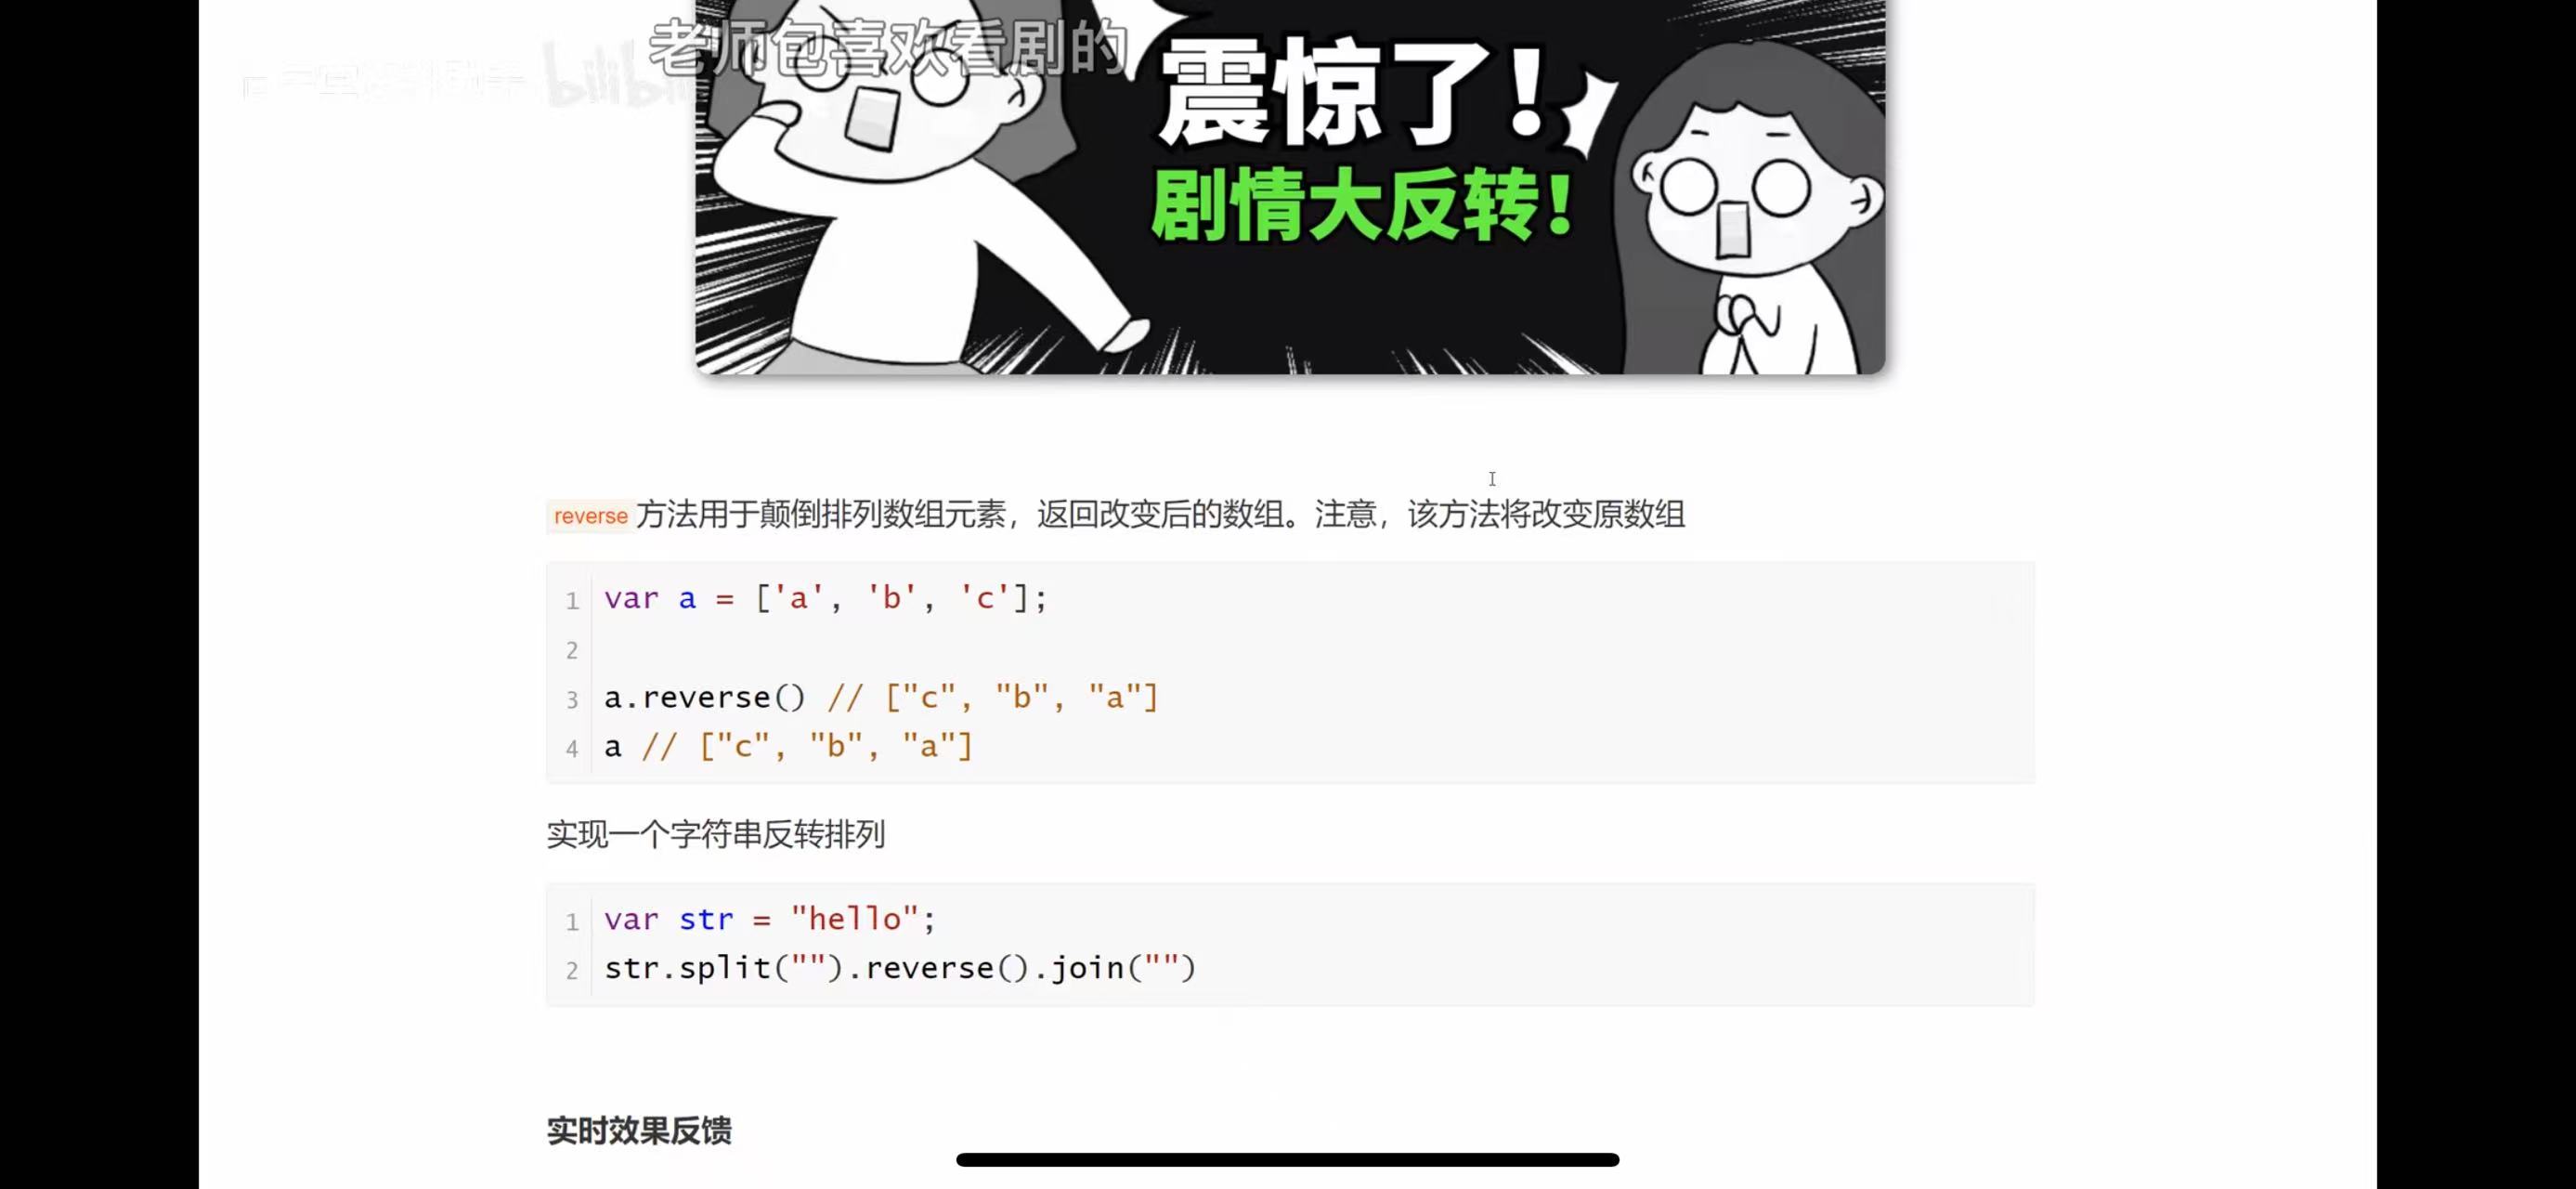 老师包喜欢看剧的
bilibili
震惊了！
剧情大反转！
reverse方法用于颠倒排列数组元素，返回改变后的数组。注意，该方法将改变原数组
1 var a = ['a', 'b', 'c'];
2
3 a.reverse() // ["c", "b", "a"]
4 a // ["c", "b", "a"]
实现一个字符串反转排列
1 var str = "hello";
2 str.split("").reverse().join("")
实时效果反馈